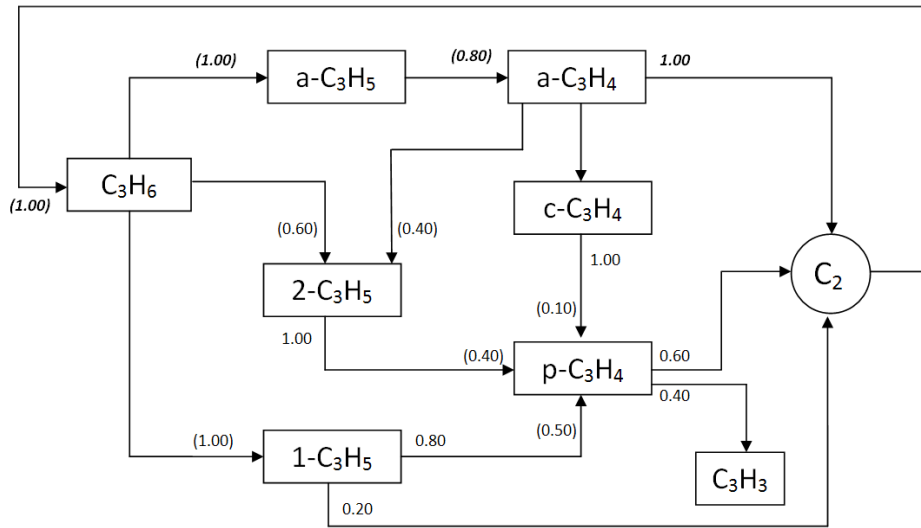 (1.00) (0.80) 1.00
a-C₃H₅ a-C₃H₄
C₃H₆
(1.00) c-C₃H₄
(0.60) (0.40)
1.00
2-C₃H₅ C₂
(0.10)
1.00
(0.40) 0.60
p-C₃H₄
0.40
(0.50)
(1.00) 0.80
1-C₃H₅ C₃H₃
0.20